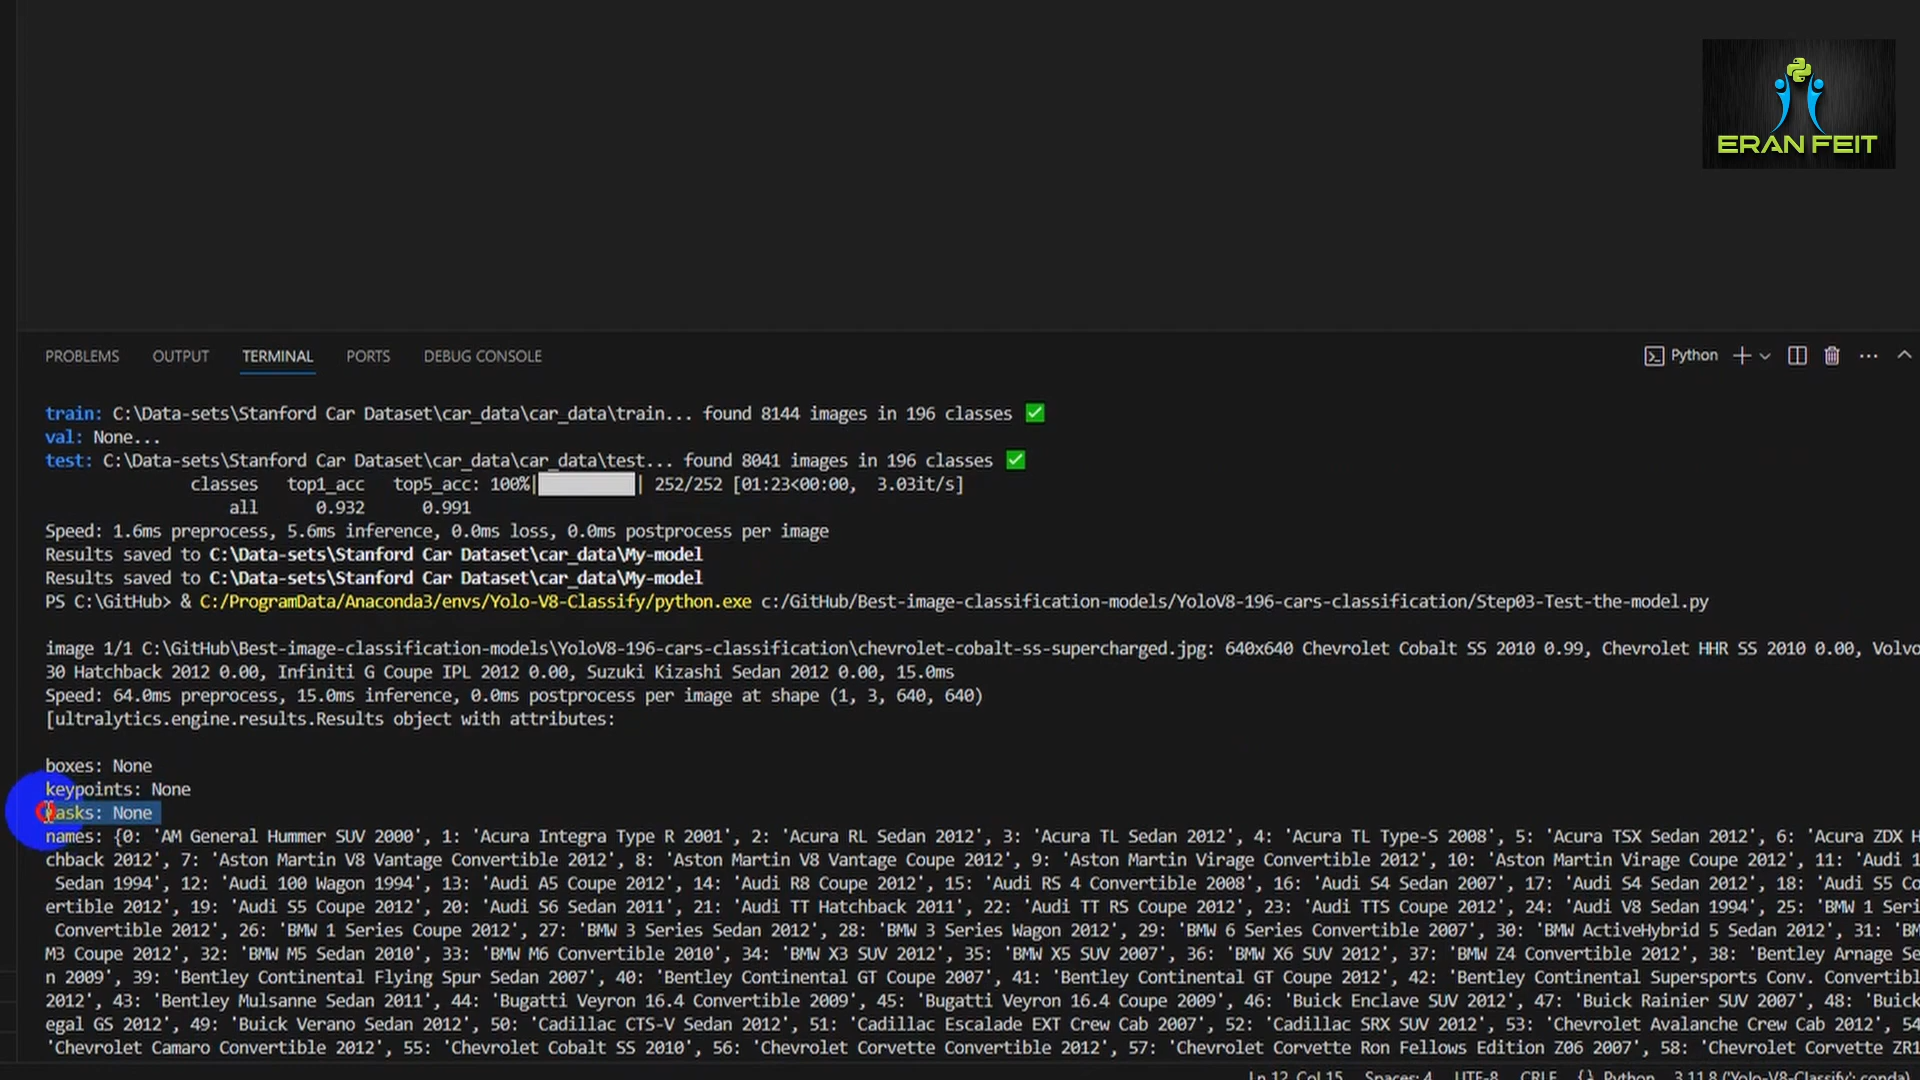 ERAN FEIT
PROBLEMS OUTPUT TERMINAL PORTS DEBUG CONSOLE
Python
train: C:\Data-sets\Stanford Car Dataset\car_data\car_data\train... found 8144 images in 196 classes ✅
val: None...
test: C:\Data-sets\Stanford Car Dataset\car_data\car_data\test... found 8041 images in 196 classes ✅
classes top1_acc top5_acc: 100%| | 252/252 [01:23<00:00, 3.03it/s]
all 0.932 0.991
Speed: 1.6ms preprocess, 5.6ms inference, 0.0ms loss, 0.0ms postprocess per image
Results saved to C:\Data-sets\Stanford Car Dataset\car_data\My-model
Results saved to C:\Data-sets\Stanford Car Dataset\car_data\My-model
PS C:\GitHub> & C:/ProgramData/Anaconda3/envs/Yolo-V8-Classify/python.exe c:/GitHub/Best-image-classification-models/YoloV8-196-cars-classification/Step03-Test-the-model.py
image 1/1 C:\GitHub\Best-image-classification-models\YoloV8-196-cars-classification\chevrolet-cobalt-ss-supercharged.jpg: 640x640 Chevrolet Cobalt SS 2010 0.99, Chevrolet HHR SS 2010 0.00, Volvo
30 Hatchback 2012 0.00, Infiniti G Coupe IPL 2012 0.00, Suzuki Kizashi Sedan 2012 0.00, 15.0ms
Speed: 64.0ms preprocess, 15.0ms inference, 0.0ms postprocess per image at shape (1, 3, 640, 640)
[ultralytics.engine.results.Results object with attributes:
boxes: None
keypoints: None
masks: None
names: {0: 'AM General Hummer SUV 2000', 1: 'Acura Integra Type R 2001', 2: 'Acura RL Sedan 2012', 3: 'Acura TL Sedan 2012', 4: 'Acura TL Type-S 2008', 5: 'Acura TSX Sedan 2012', 6: 'Acura ZDX H
chback 2012', 7: 'Aston Martin V8 Vantage Convertible 2012', 8: 'Aston Martin V8 Vantage Coupe 2012', 9: 'Aston Martin Virage Convertible 2012', 10: 'Aston Martin Virage Coupe 2012', 11: 'Audi 1
Sedan 1994', 12: 'Audi 100 Wagon 1994', 13: 'Audi A5 Coupe 2012', 14: 'Audi R8 Coupe 2012', 15: 'Audi RS 4 Convertible 2008', 16: 'Audi S4 Sedan 2007', 17: 'Audi S4 Sedan 2012', 18: 'Audi S5 Co
ertible 2012', 19: 'Audi S5 Coupe 2012', 20: 'Audi S6 Sedan 2011', 21: 'Audi TT Hatchback 2011', 22: 'Audi TT RS Coupe 2012', 23: 'Audi TTS Coupe 2012', 24: 'Audi V8 Sedan 1994', 25: 'BMW 1 Seri
Convertible 2012', 26: 'BMW 1 Series Coupe 2012', 27: 'BMW 3 Series Sedan 2012', 28: 'BMW 3 Series Wagon 2012', 29: 'BMW 6 Series Convertible 2007', 30: 'BMW ActiveHybrid 5 Sedan 2012', 31: 'BM
M3 Coupe 2012', 32: 'BMW M5 Sedan 2010', 33: 'BMW M6 Convertible 2010', 34: 'BMW X3 SUV 2012', 35: 'BMW X5 SUV 2007', 36: 'BMW X6 SUV 2012', 37: 'BMW Z4 Convertible 2012', 38: 'Bentley Arnage Se
n 2009', 39: 'Bentley Continental Flying Spur Sedan 2007', 40: 'Bentley Continental GT Coupe 2007', 41: 'Bentley Continental GT Coupe 2012', 42: 'Bentley Continental Supersports Conv. Convertibl
2012', 43: 'Bentley Mulsanne Sedan 2011', 44: 'Bugatti Veyron 16.4 Convertible 2009', 45: 'Bugatti Veyron 16.4 Coupe 2009', 46: 'Buick Enclave SUV 2012', 47: 'Buick Rainier SUV 2007', 48: 'Buick
egal GS 2012', 49: 'Buick Verano Sedan 2012', 50: 'Cadillac CTS-V Sedan 2012', 51: 'Cadillac Escalade EXT Crew Cab 2007', 52: 'Cadillac SRX SUV 2012', 53: 'Chevrolet Avalanche Crew Cab 2012', 54
'Chevrolet Camaro Convertible 2012', 55: 'Chevrolet Cobalt SS 2010', 56: 'Chevrolet Corvette Convertible 2012', 57: 'Chevrolet Corvette Ron Fellows Edition Z06 2007', 58: 'Chevrolet Corvette ZR1
Ln 12, Col 15 Spaces: 4 UTF-8 CRLF {} Python 3.11.8 ('Yolo-V8-Classify': conda)